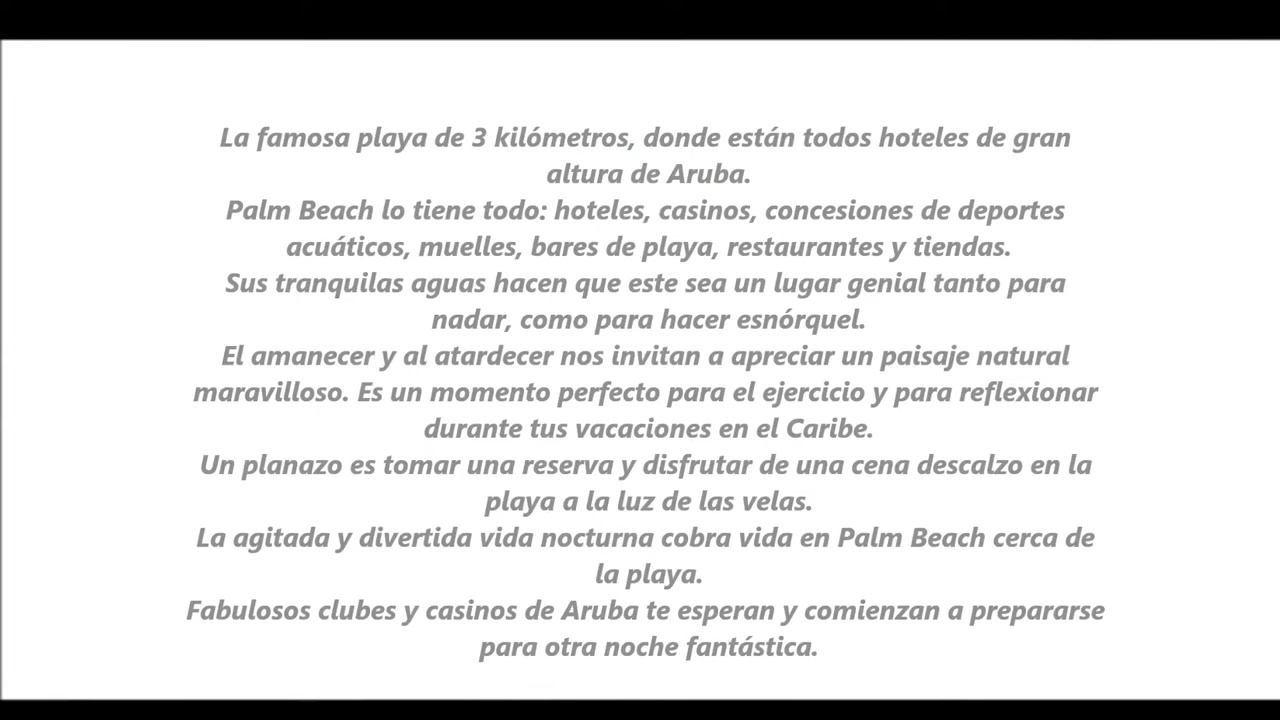 La famosa playa de 3 kilómetros, donde están todos hoteles de gran
altura de Aruba.
Palm Beach lo tiene todo: hoteles, casinos, concesiones de deportes
acuáticos, muelles, bares de playa, restaurantes y tiendas.
Sus tranquilas aguas hacen que este sea un lugar genial tanto para
nadar, como para hacer esnórquel.
El amanecer y al atardecer nos invitan a apreciar un paisaje natural
maravilloso. Es un momento perfecto para el ejercicio y para reflexionar
durante tus vacaciones en el Caribe.
Un planazo es tomar una reserva y disfrutar de una cena descalzo en la
playa a la luz de las velas.
La agitada y divertida vida nocturna cobra vida en Palm Beach cerca de
la playa.
Fabulosos clubes y casinos de Aruba te esperan y comienzan a prepararse
para otra noche fantástica.